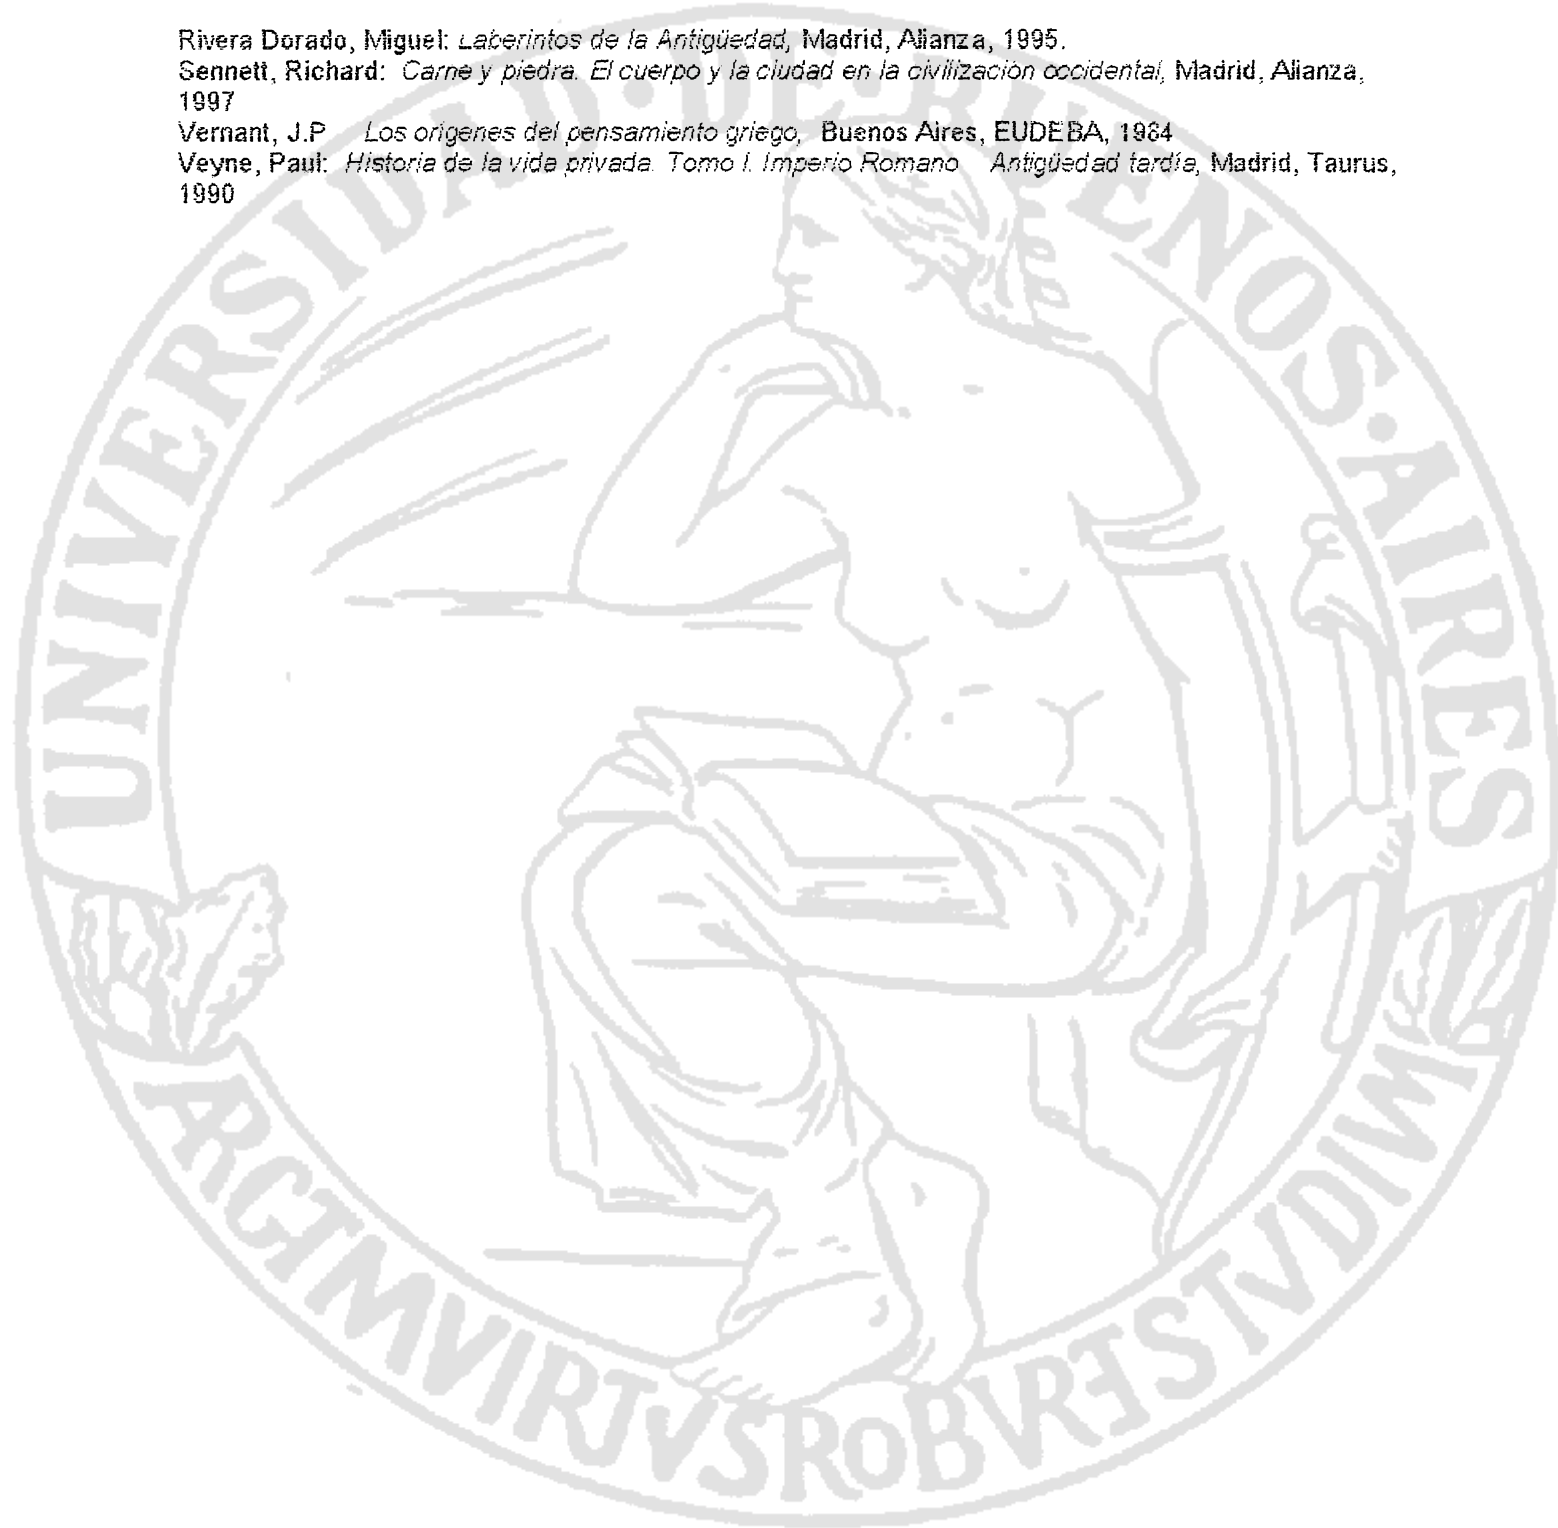 Rivera Dorado, Miguel: Laberintos de la Antigüedad, Madrid, Alianza, 1995.
Sennett, Richard: Carne y piedra. El cuerpo y la ciudad en la civilización occidental, Madrid, Alianza,
1997
Vernant, J.P Los orígenes del pensamiento griego, Buenos Aires, EUDEBA, 1984
Veyne, Paul: Historia de la vida privada. Tomo I. Imperio Romano Antigüedad tardía, Madrid, Taurus,
1990
UNIVERSIDAD·DE·BUENOS·AIRES
ARGT·MVIRTVSROBVRETSTVDIVM